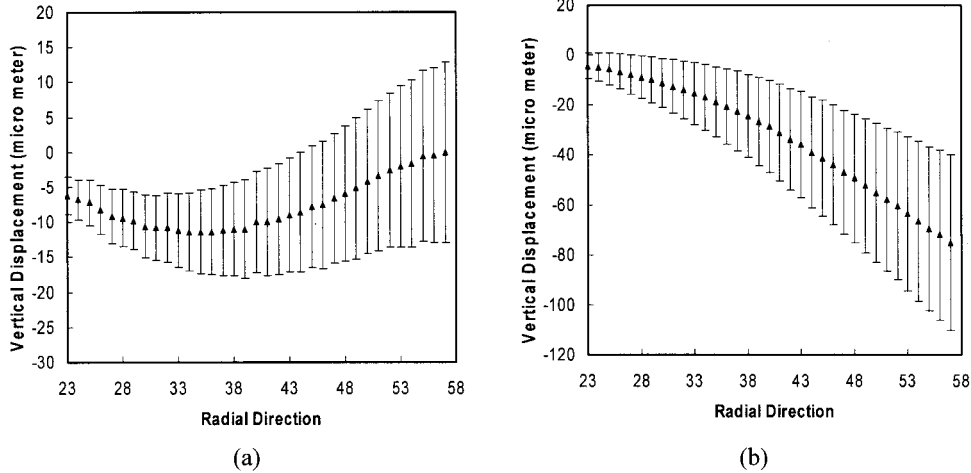 20
15
10
5
0
-5
-10
-15
-20
-25
-30
Vertical Displacement (micro meter)
23 28 33 38 43 48 53 58
Radial Direction
(a)
20
0
-20
-40
-60
-80
-100
-120
Vertical Displacement (micro meter)
23 28 33 38 43 48 53 58
Radial Direction
(b)